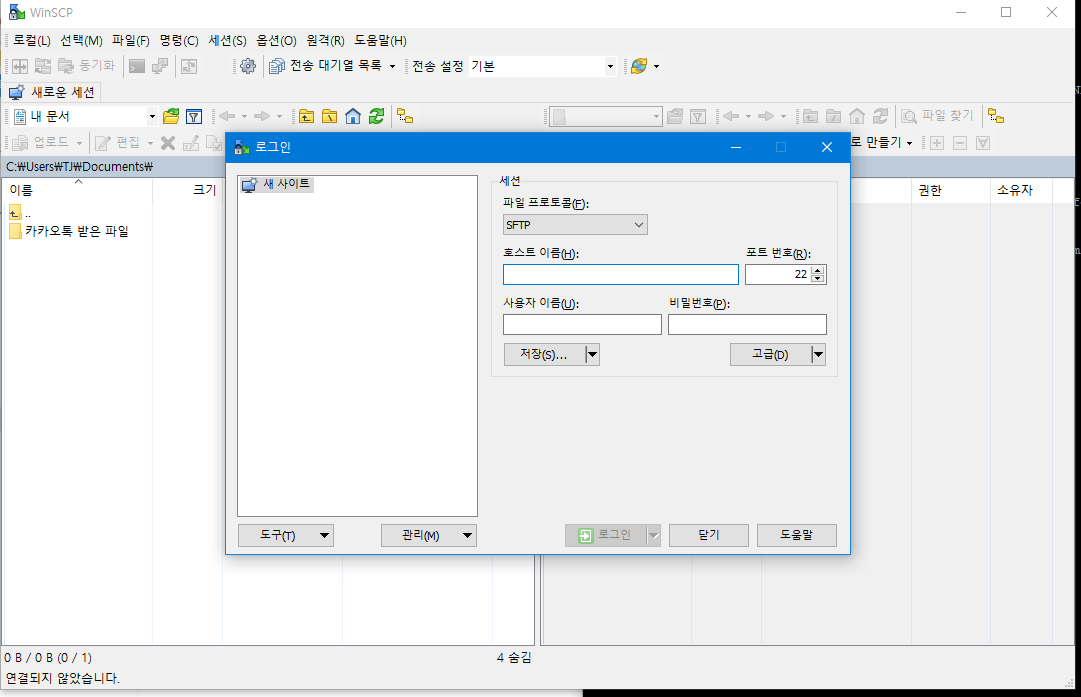 WinSCP
로컬(L) 선택(M) 파일(F) 명령(C) 세션(S) 옵션(O) 원격(R) 도움말(H)
동기화 전송 대기열 목록 전송 설정 기본
새로운 세션
내 문서 파일 찾기
업로드 편집 로 만들기
C:₩Users₩TJ₩Documents₩
이름 크기 권한 소유자
..
카카오톡 받은 파일
로그인
새 사이트
세션
파일 프로토콜(F):
SFTP
호스트 이름(H): 포트 번호(R):
22
사용자 이름(U): 비밀번호(P):
저장(S)... 고급(D)
도구(T) 관리(M) 로그인 닫기 도움말
0 B / 0 B (0 / 1) 4 숨김
연결되지 않았습니다.